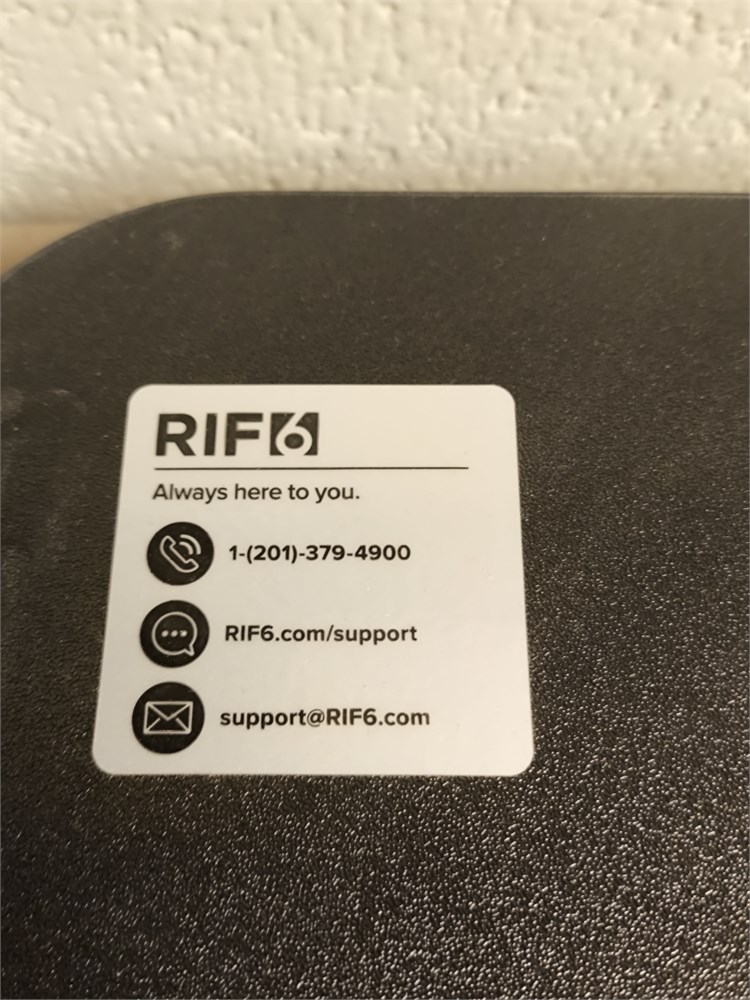 RIF6
Always here to you.
1-(201)-379-4900
RIF6.com/support
support@RIF6.com